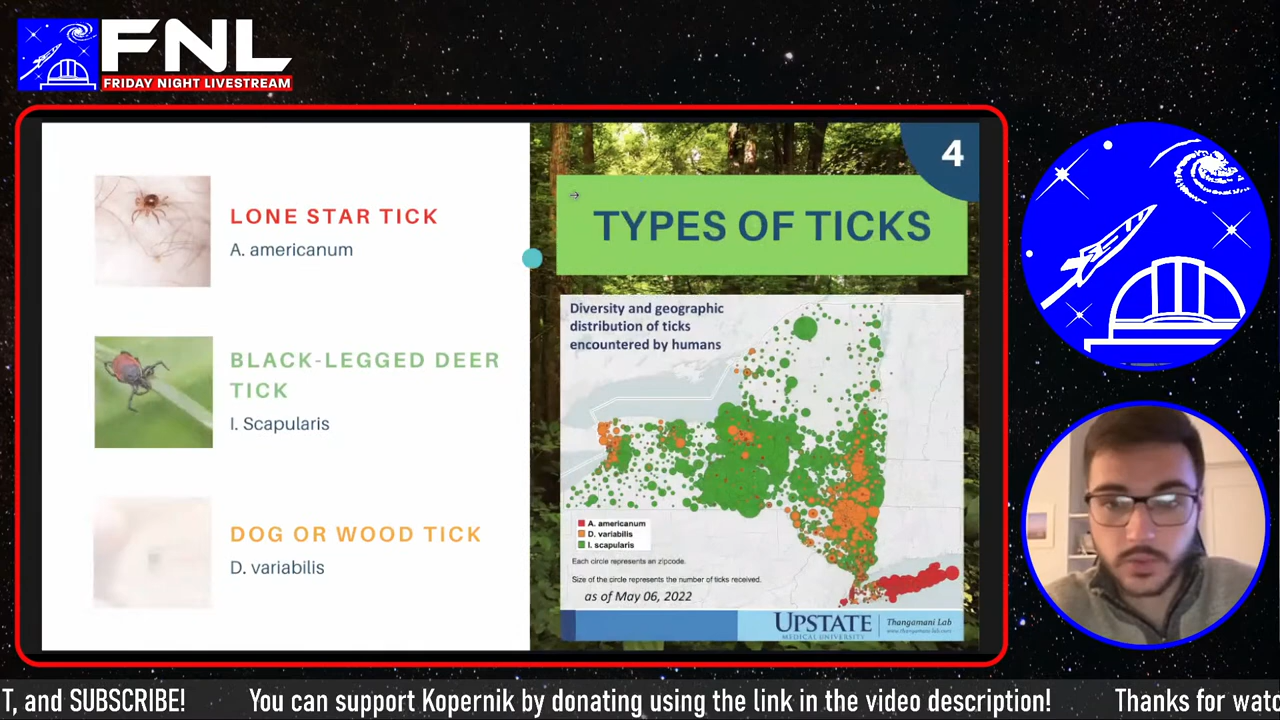 FNL
FRIDAY NIGHT LIVESTREAM
4
LONE STAR TICK
A. americanum
BLACK-LEGGED DEER
TICK
I. Scapularis
DOG OR WOOD TICK
D. variabilis
TYPES OF TICKS
Diversity and geographic
distribution of ticks
encountered by humans
A. americanum
D. variabilis
I. scapularis
Each circle represents an zipcode.
Size of the circle represents the number of ticks received.
as of May 06, 2022
UPSTATE
MEDICAL UNIVERSITY
Thangamani Lab
www.thangamani-lab.com
T, and SUBSCRIBE! You can support Kopernik by donating using the link in the video description! Thanks for watc